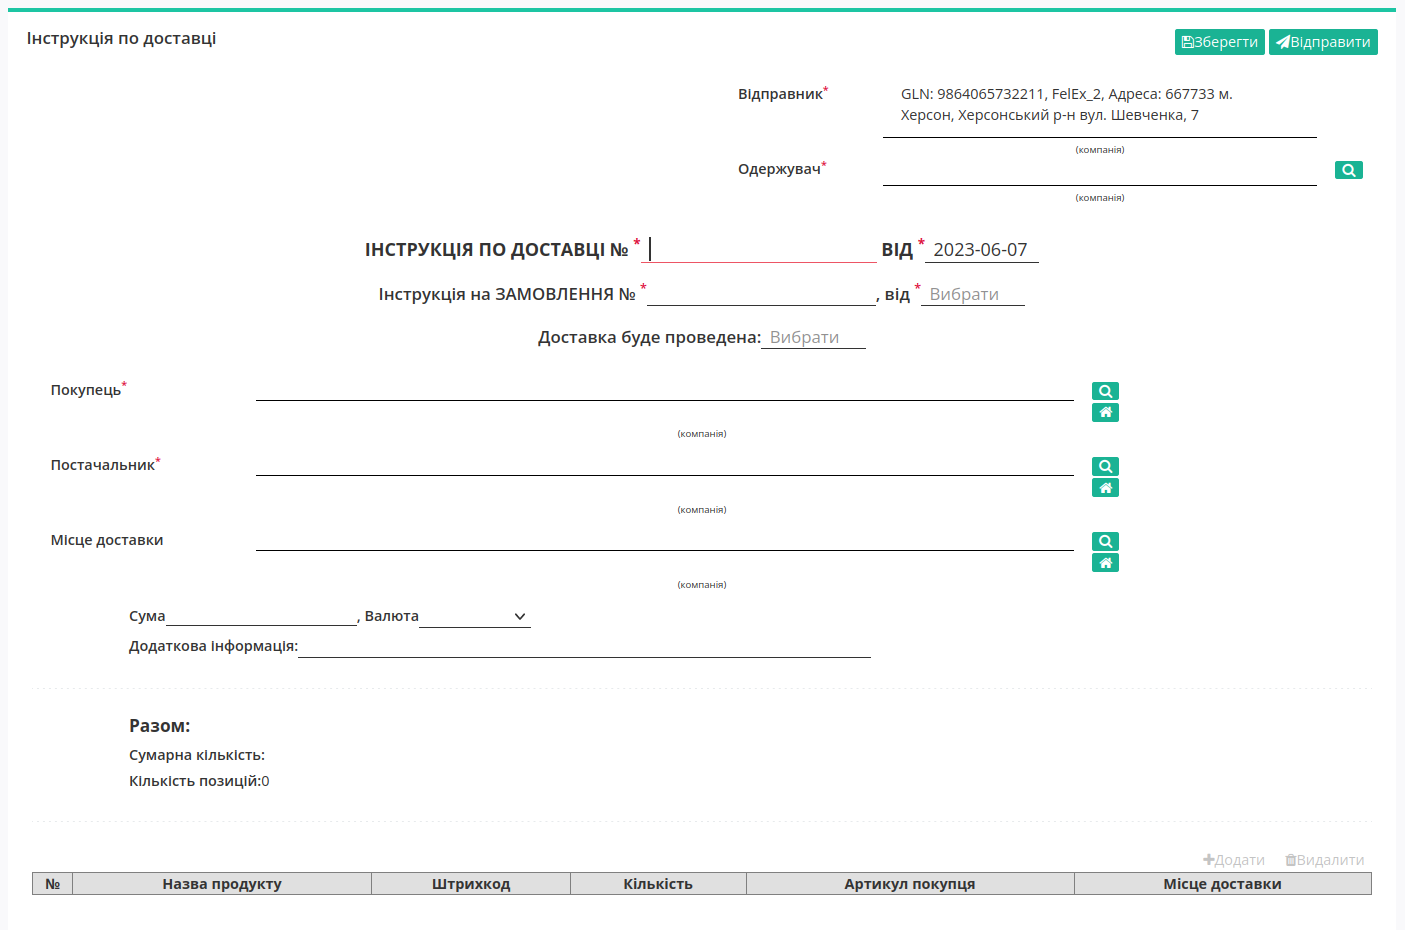 Інструкція по доставці
Зберегти Відправити
Відправник* GLN: 9864065732211, FelEx_2, Адреса: 667733 м.
Херсон, Херсонський р-н вул. Шевченка, 7
(компанія)
Одержувач*
(компанія)
ІНСТРУКЦІЯ ПО ДОСТАВЦІ № * ВІД * 2023-06-07
Інструкція на ЗАМОВЛЕННЯ № * , від * Вибрати
Доставка буде проведена: Вибрати
Покупець*
(компанія)
Постачальник*
(компанія)
Місце доставки
(компанія)
Сума , Валюта
Додаткова інформація:
Разом:
Сумарна кількість:
Кількість позицій:0
Додати Видалити
№ Назва продукту Штрихкод Кількість Артикул покупця Місце доставки